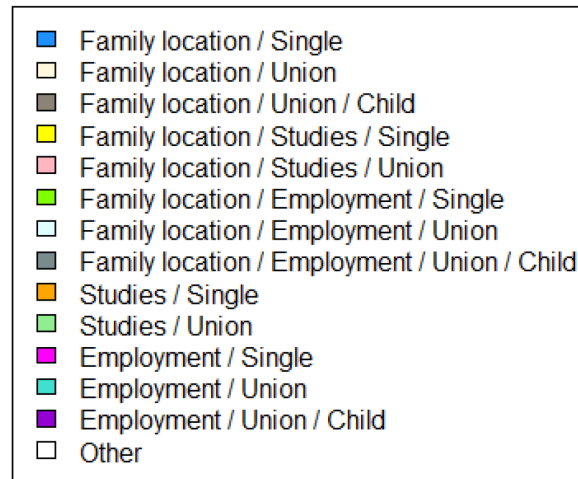 Family location / Single
Family location / Union
Family location / Union / Child
Family location / Studies / Single
Family location / Studies / Union
Family location / Employment / Single
Family location / Employment / Union
Family location / Employment / Union / Child
Studies / Single
Studies / Union
Employment / Single
Employment / Union
Employment / Union / Child
Other